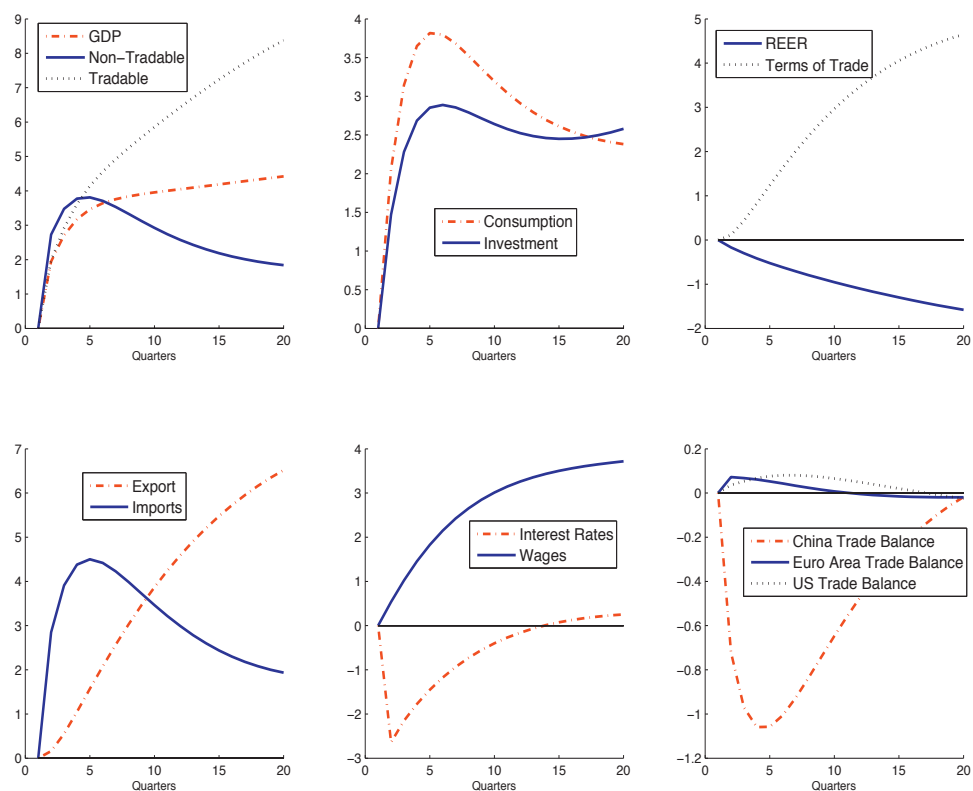 9
8
7
6
5
4
3
2
1
0
GDP
Non−Tradable
Tradable
0 5 10 15 20
Quarters
4
3.5
3
2.5
2
1.5
1
0.5
0
Consumption
Investment
0 5 10 15 20
Quarters
5
4
3
2
1
0
−1
−2
REER
Terms of Trade
0 5 10 15 20
Quarters
7
6
5
4
3
2
1
0
Export
Imports
0 5 10 15 20
Quarters
4
3
2
1
0
−1
−2
−3
Interest Rates
Wages
0 5 10 15 20
Quarters
0.2
0
−0.2
−0.4
−0.6
−0.8
−1
−1.2
China Trade Balance
Euro Area Trade Balance
US Trade Balance
0 5 10 15 20
Quarters